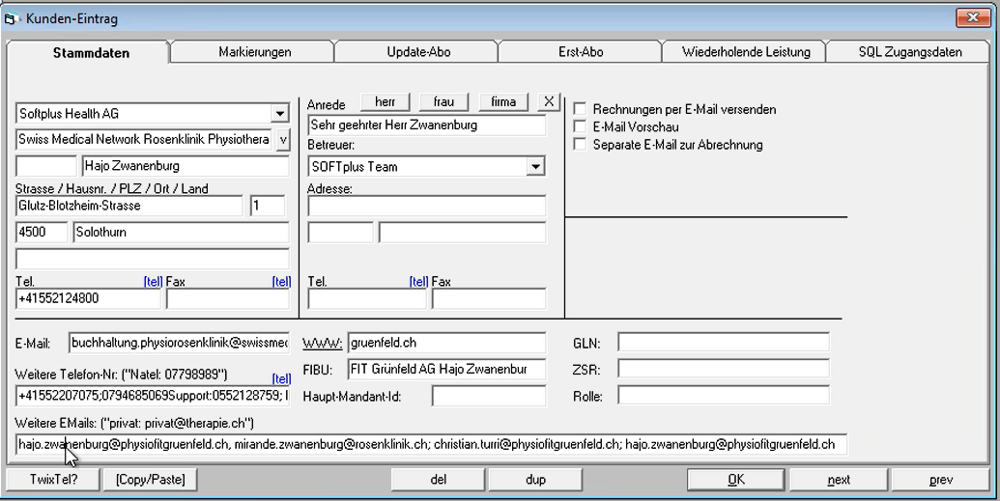 Kunden-Eintrag
Stammdaten Markierungen Update-Abo Erst-Abo Wiederholende Leistung SQL Zugangsdaten
Softplus Health AG
Swiss Medical Network Rosenklinik Physiothera v
Hajo Zwanenburg
Strasse / Hausnr. / PLZ / Ort / Land
Glutz-Blotzheim-Strasse 1
4500 Solothurn
Tel. [tel] Fax [tel]
+41552124800
Anrede herr frau firma X
Sehr geehrter Herr Zwanenburg
Betreuer:
SOFTplus Team
Adresse:
Tel. [tel] Fax
Rechnungen per E-Mail versenden
E-Mail Vorschau
Separate E-Mail zur Abrechnung
E-Mail: buchhaltung.physiorosenklinik@swissmec
Weitere Telefon-Nr. ("Natel: 07798989") [tel]
+41552207075;0794685069Support:0552128759;
WWW: gruenfeld.ch
FIBU: FIT Grünfeld AG Hajo Zwanenbur
Haupt-Mandant-Id:
GLN:
ZSR:
Rolle:
Weitere EMails: ("privat: privat@therapie.ch")
hajo.zwanenburg@physiofitgruenfeld.ch, mirande.zwanenburg@rosenklinik.ch; christian.turri@physiofitgruenfeld.ch; hajo.zwanenburg@physiofitgruenfeld.ch
TwixTel? [Copy/Paste] del dup OK next prev